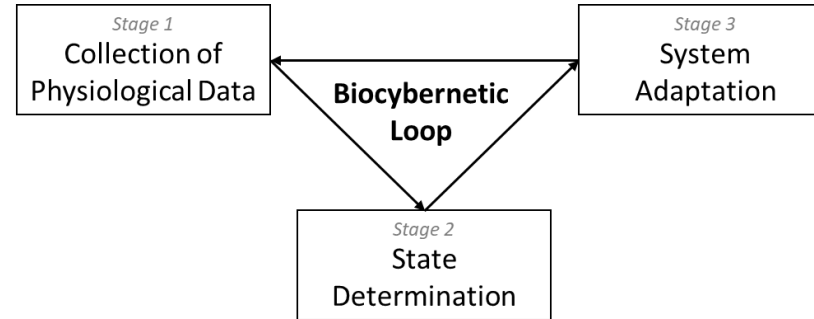 Stage 1
Collection of
Physiological Data
Stage 3
System
Adaptation
Biocybernetic
Loop
Stage 2
State
Determination